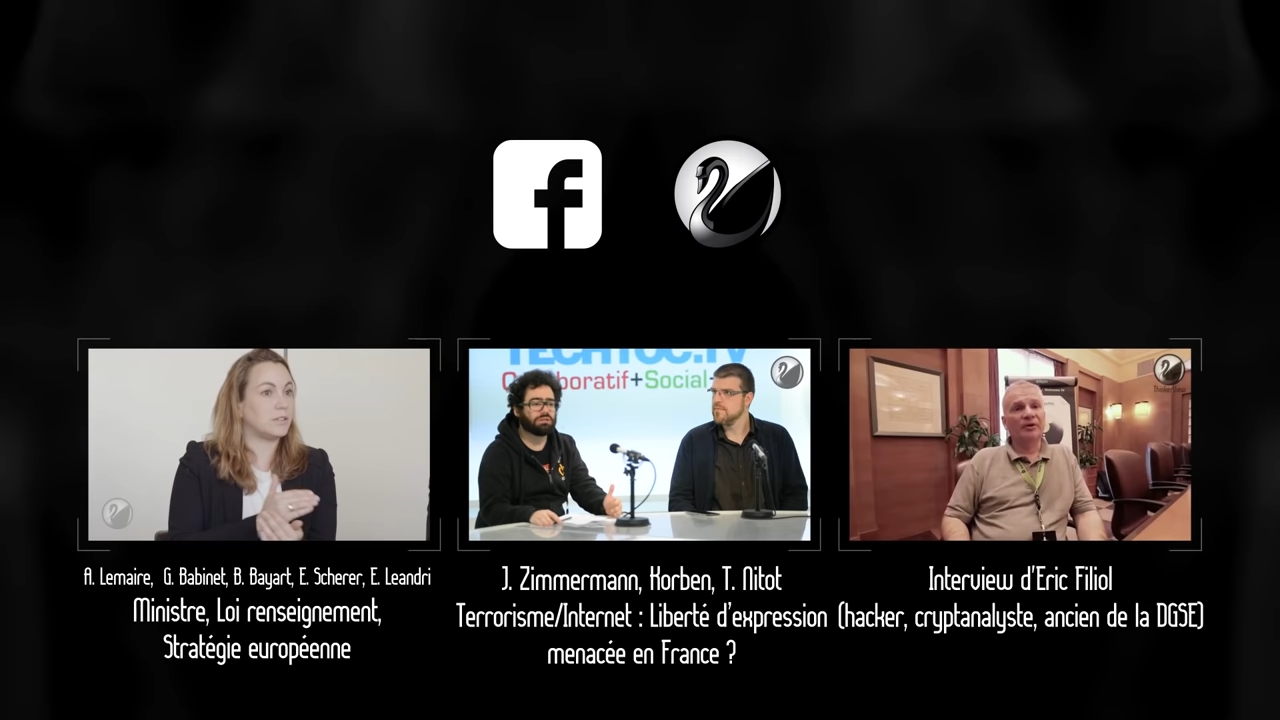 TECHTOC.TV
Collaboratif+Social+
A. Lemaire, G. Babinet, B. Bayart, E. Scherer, E. Leandri
Ministre, Loi renseignement,
Stratégie européenne
J. Zimmermann, Korben, T. Nitot
Terrorisme/Internet : Liberté d'expression
menacée en France ?
Interview d'Eric Filiol
(hacker, cryptanalyste, ancien de la DGSE)